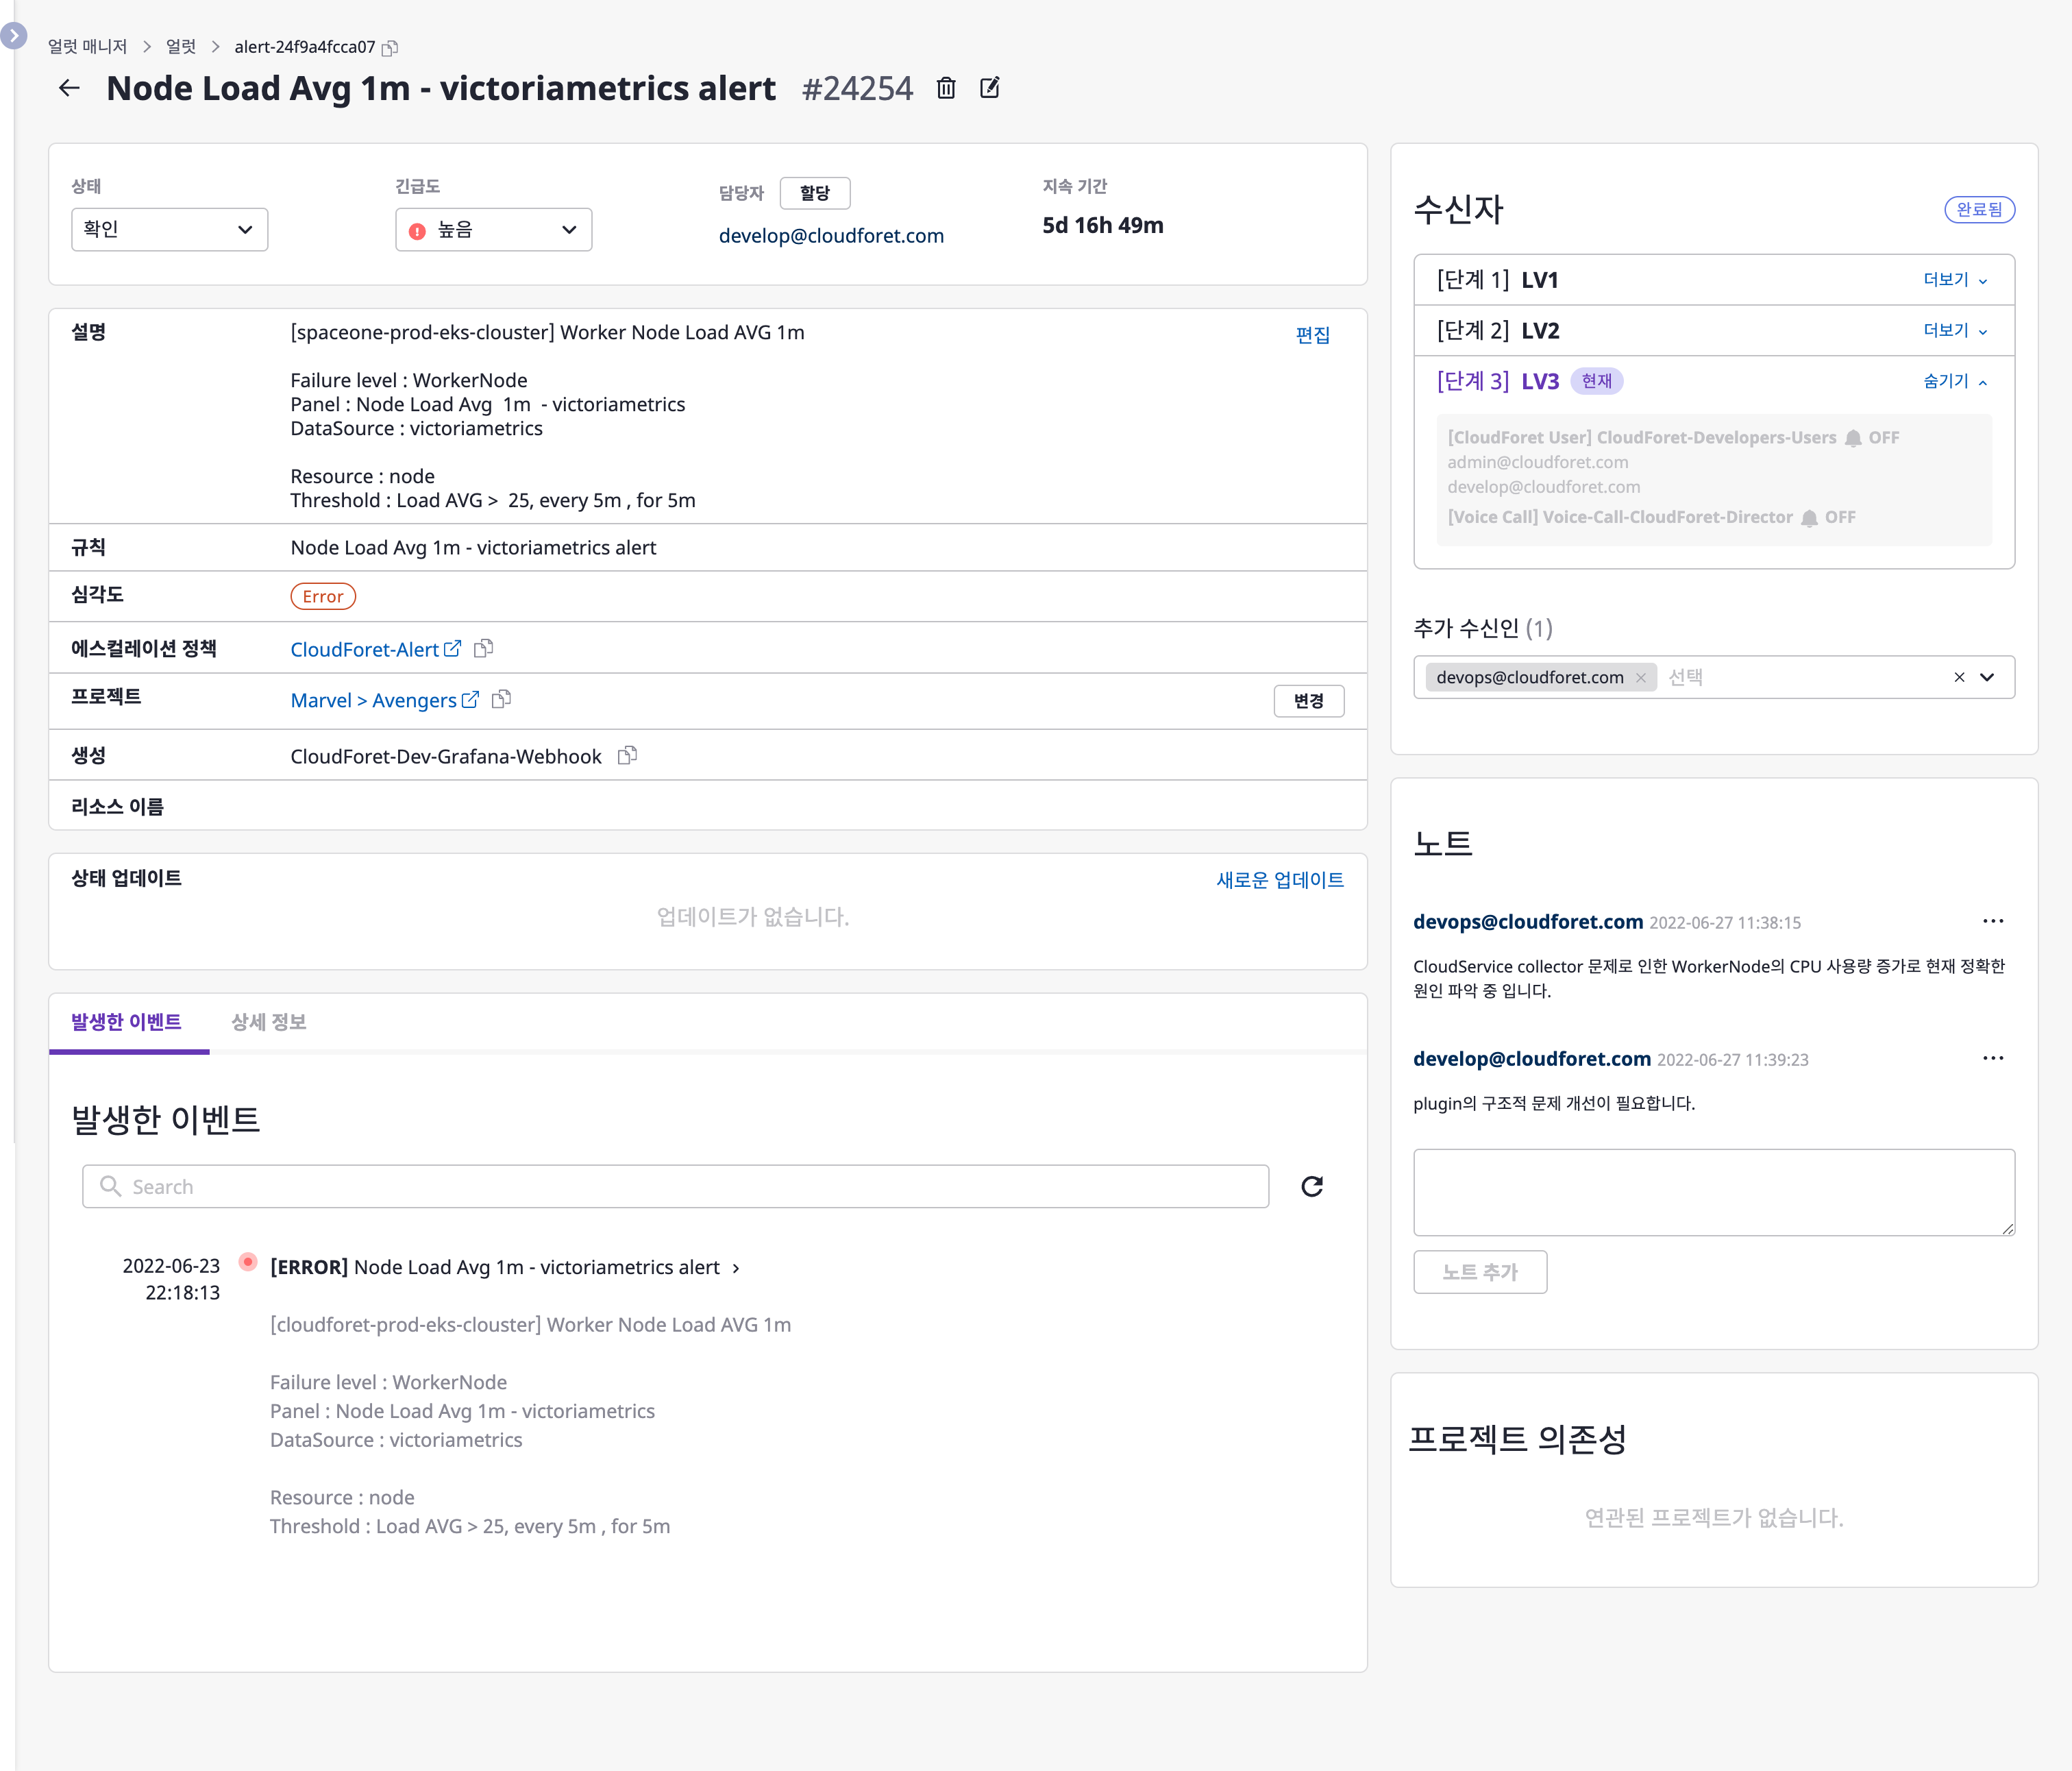 얼럿 매니저 > 얼럿 > alert-24f9a4fcca07
Node Load Avg 1m - victoriametrics alert #24254
상태
확인
긴급도
높음
담당자 할당
develop@cloudforet.com
지속 기간
5d 16h 49m
설명
[spaceone-prod-eks-clouster] Worker Node Load AVG 1m
편집
Failure level : WorkerNode
Panel : Node Load Avg  1m  - victoriametrics
DataSource : victoriametrics
Resource : node
Threshold : Load AVG >  25, every 5m , for 5m
규칙
Node Load Avg 1m - victoriametrics alert
심각도
Error
에스컬레이션 정책
CloudForet-Alert
프로젝트
Marvel > Avengers
변경
생성
CloudForet-Dev-Grafana-Webhook
리소스 이름
상태 업데이트
새로운 업데이트
업데이트가 없습니다.
발생한 이벤트
상세 정보
발생한 이벤트
Search
2022-06-23
22:18:13
[ERROR] Node Load Avg 1m - victoriametrics alert
[cloudforet-prod-eks-clouster] Worker Node Load AVG 1m
Failure level : WorkerNode
Panel : Node Load Avg 1m - victoriametrics
DataSource : victoriametrics
Resource : node
Threshold : Load AVG > 25, every 5m , for 5m
수신자
완료됨
[단계 1] LV1
더보기
[단계 2] LV2
더보기
[단계 3] LV3 현재
숨기기
[CloudForet User] CloudForet-Developers-Users OFF
admin@cloudforet.com
develop@cloudforet.com
[Voice Call] Voice-Call-CloudForet-Director OFF
추가 수신인 (1)
devops@cloudforet.com × 선택
노트
devops@cloudforet.com 2022-06-27 11:38:15
CloudService collector 문제로 인한 WorkerNode의 CPU 사용량 증가로 현재 정확한
원인 파악 중 입니다.
develop@cloudforet.com 2022-06-27 11:39:23
plugin의 구조적 문제 개선이 필요합니다.
노트 추가
프로젝트 의존성
연관된 프로젝트가 없습니다.